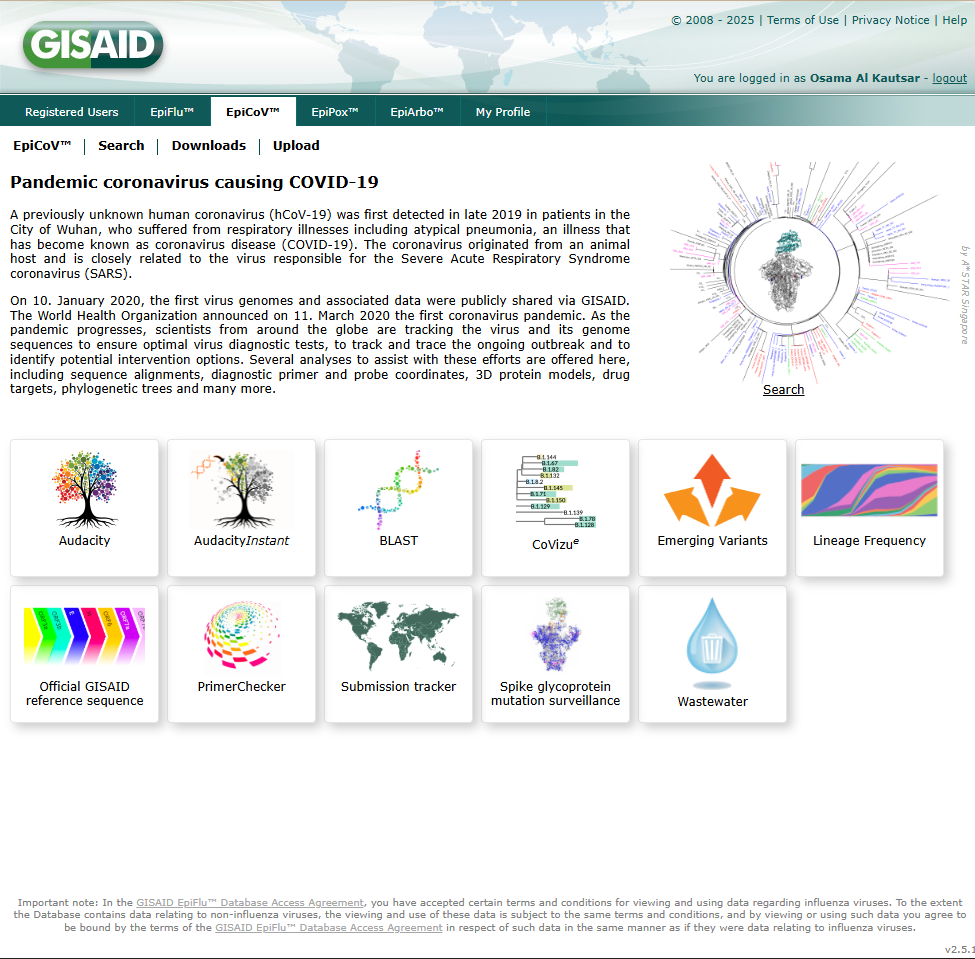 GISAID
© 2008 - 2025 | Terms of Use | Privacy Notice | Help
You are logged in as Osama Al Kautsar - logout
Registered Users EpiFlu™ EpiCoV™ EpiPox™ EpiArbo™ My Profile
EpiCoV™ | Search | Downloads | Upload
Pandemic coronavirus causing COVID-19
A previously unknown human coronavirus (hCoV-19) was first detected in late 2019 in patients in the
City of Wuhan, who suffered from respiratory illnesses including atypical pneumonia, an illness that
has become known as coronavirus disease (COVID-19). The coronavirus originated from an animal
host and is closely related to the virus responsible for the Severe Acute Respiratory Syndrome
coronavirus (SARS).
On 10. January 2020, the first virus genomes and associated data were publicly shared via GISAID.
The World Health Organization announced on 11. March 2020 the first coronavirus pandemic. As the
pandemic progresses, scientists from around the globe are tracking the virus and its genome
sequences to ensure optimal virus diagnostic tests, to track and trace the ongoing outbreak and to
identify potential intervention options. Several analyses to assist with these efforts are offered here,
including sequence alignments, diagnostic primer and probe coordinates, 3D protein models, drug
targets, phylogenetic trees and many more.
by A*STAR Singapore
Search
Audacity
AudacityInstant
BLAST
B.1.144
B.1.67
B.1.82
B.1.132
B.1.8.2
B.1.145
B.1.71
B.1.150
B.1.129
B.1.139
B.1.78
B.1.128
CoVizuᵉ
Emerging Variants
Lineage Frequency
Official GISAID
reference sequence
PrimerChecker
Submission tracker
Spike glycoprotein
mutation surveillance
Wastewater
Important note: In the GISAID EpiFlu™ Database Access Agreement, you have accepted certain terms and conditions for viewing and using data regarding influenza viruses. To the extent
the Database contains data relating to non-influenza viruses, the viewing and use of these data is subject to the same terms and conditions, and by viewing or using such data you agree to
be bound by the terms of the GISAID EpiFlu™ Database Access Agreement in respect of such data in the same manner as if they were data relating to influenza viruses.
v2.5.1